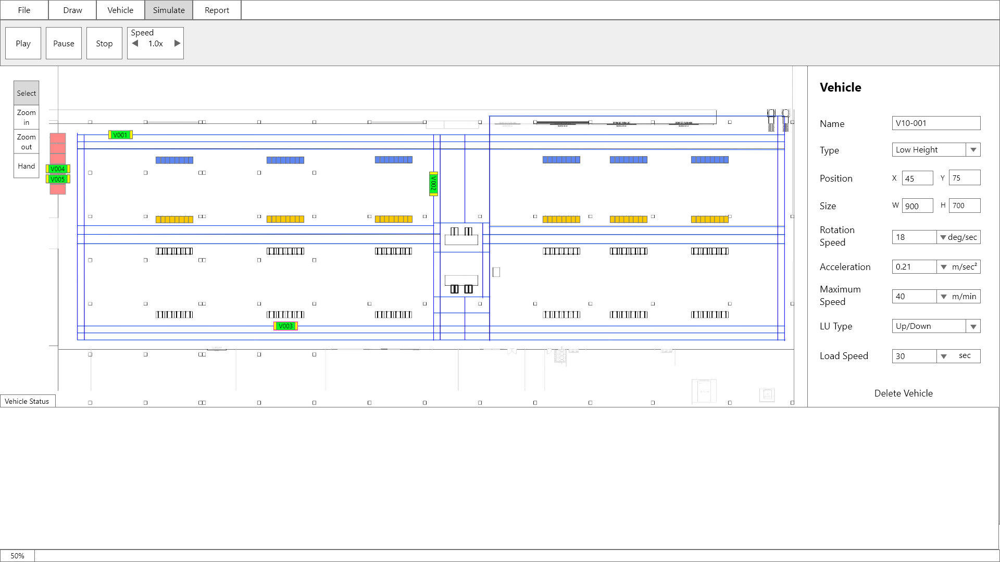 File
Draw
Vehicle
Simulate
Report
Play
Pause
Stop
Speed
1.0x
Select
Zoom
in
Zoom
out
Hand
V001
V002
V003
V004
V005
Vehicle
Name
V10-001
Type
Low Height
Position
X
45
Y
75
Size
W
900
H
700
Rotation
Speed
18
deg/sec
Acceleration
0.21
m/sec²
Maximum
Speed
40
m/min
LU Type
Up/Down
Load Speed
30
sec
Delete Vehicle
Vehicle Status
50%